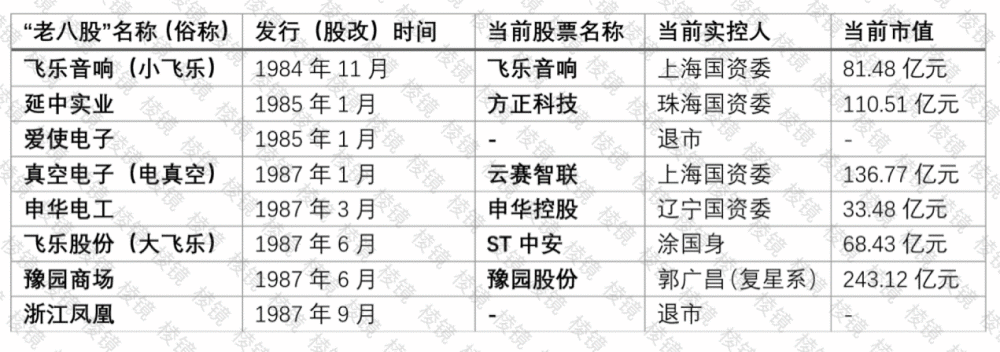 “老八股”名称（俗称） 发行（股改）时间 当前股票名称 当前实控人 当前市值
飞乐音响（小飞乐） 1984 年 11 月 飞乐音响 上海国资委 81.48 亿元
延中实业 1985 年 1 月 方正科技 珠海国资委 110.51 亿元
爱使电子 1985 年 1 月 - 退市 -
真空电子（电真空） 1987 年 1 月 云赛智联 上海国资委 136.77 亿元
申华电工 1987 年 3 月 申华控股 辽宁国资委 33.48 亿元
飞乐股份（大飞乐） 1987 年 6 月 ST 中安 涂国身 68.43 亿元
豫园商场 1987 年 6 月 豫园股份 郭广昌（复星系） 243.12 亿元
浙江凤凰 1987 年 9 月 - 退市 -
棱镜